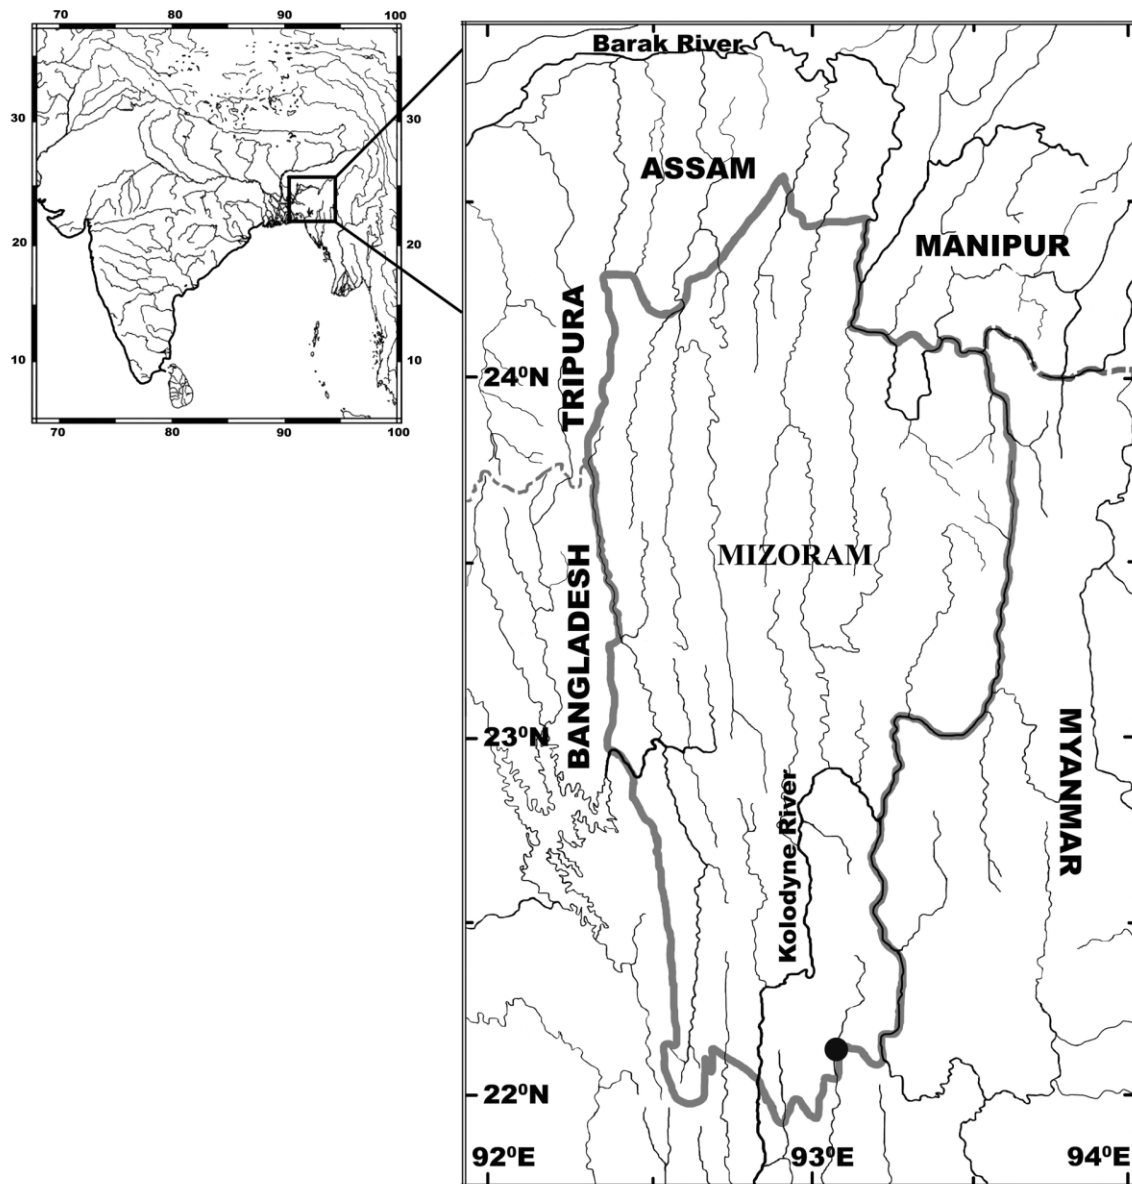 70
80
90
100
30
30
20
20
10
10
70
80
90
100
Barak River
ASSAM
MANIPUR
TRIPURA
24⁰N
MIZORAM
BANGLADESH
23⁰N
MYANMAR
Kolodyne River
22⁰N
92⁰E
93⁰E
94⁰E